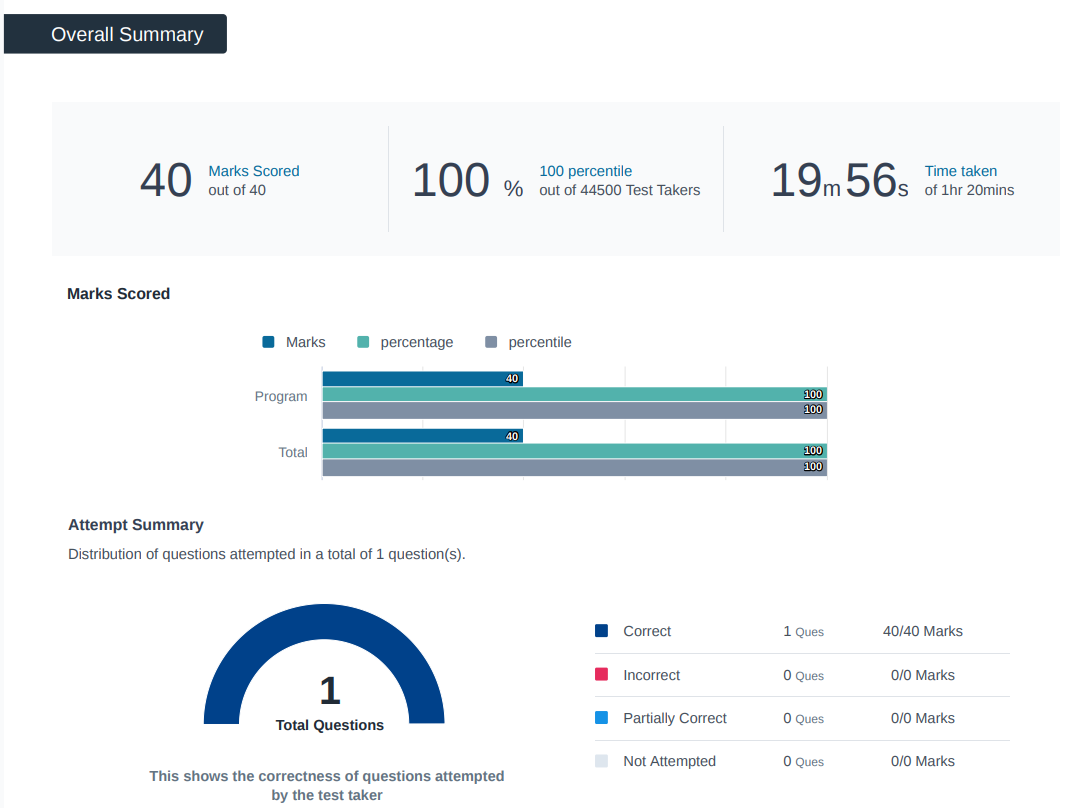 Overall Summary
40 Marks Scored
out of 40
100 % 100 percentile
out of 44500 Test Takers
19m 56s Time taken
of 1hr 20mins
Marks Scored
Marks percentage percentile
Program 40
100
100
Total 40
100
100
Attempt Summary
Distribution of questions attempted in a total of 1 question(s).
1
Total Questions
This shows the correctness of questions attempted
by the test taker
Correct 1 Ques 40/40 Marks
Incorrect 0 Ques 0/0 Marks
Partially Correct 0 Ques 0/0 Marks
Not Attempted 0 Ques 0/0 Marks